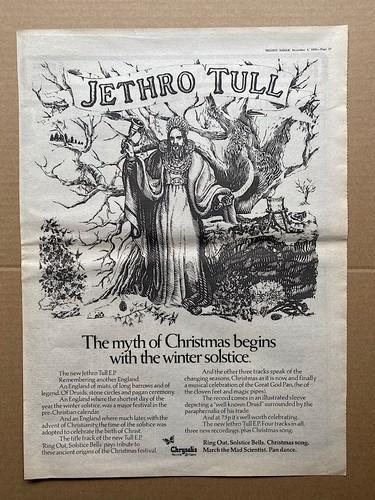 MELODY MAKER, December 4, 1976—Page
JETHRO TULL
The myth of Christmas begins
with the winter solstice.
The new Jethro Tull E.P.
Remembering another England.
An England of mists, of long barrows and of
legend. Of Druids, stone circles and pagan ceremony.
An England where the shortest day of the
year, the winter solstice, was a major festival in the
pre-Christian calendar.
And an England where much later, with the
advent of Christianity, the time of the solstice was
adopted to celebrate the birth of Christ.
The title track of the new Tull E.P.
'Ring Out, Solstice Bells' pays tribute to
these ancient origins of the Christmas festival.
And the other three tracks speak of the
changing seasons, Christmas as it is now and finally
a musical celebration of the Great God Pan, (he of
the cloven feet and magic pipes).
The record comes in an illustrated sleeve
depicting a "well known Druid" surrounded by the
paraphernalia of his trade.
And at 75p it's well worth celebrating.
The new Jethro Tull E.P. Four tracks in all,
three new recordings, plus Christmas Song.
Chrysalis
Ring Out, Solstice Bells. Christmas song.
March the Mad Scientist. Pan dance.